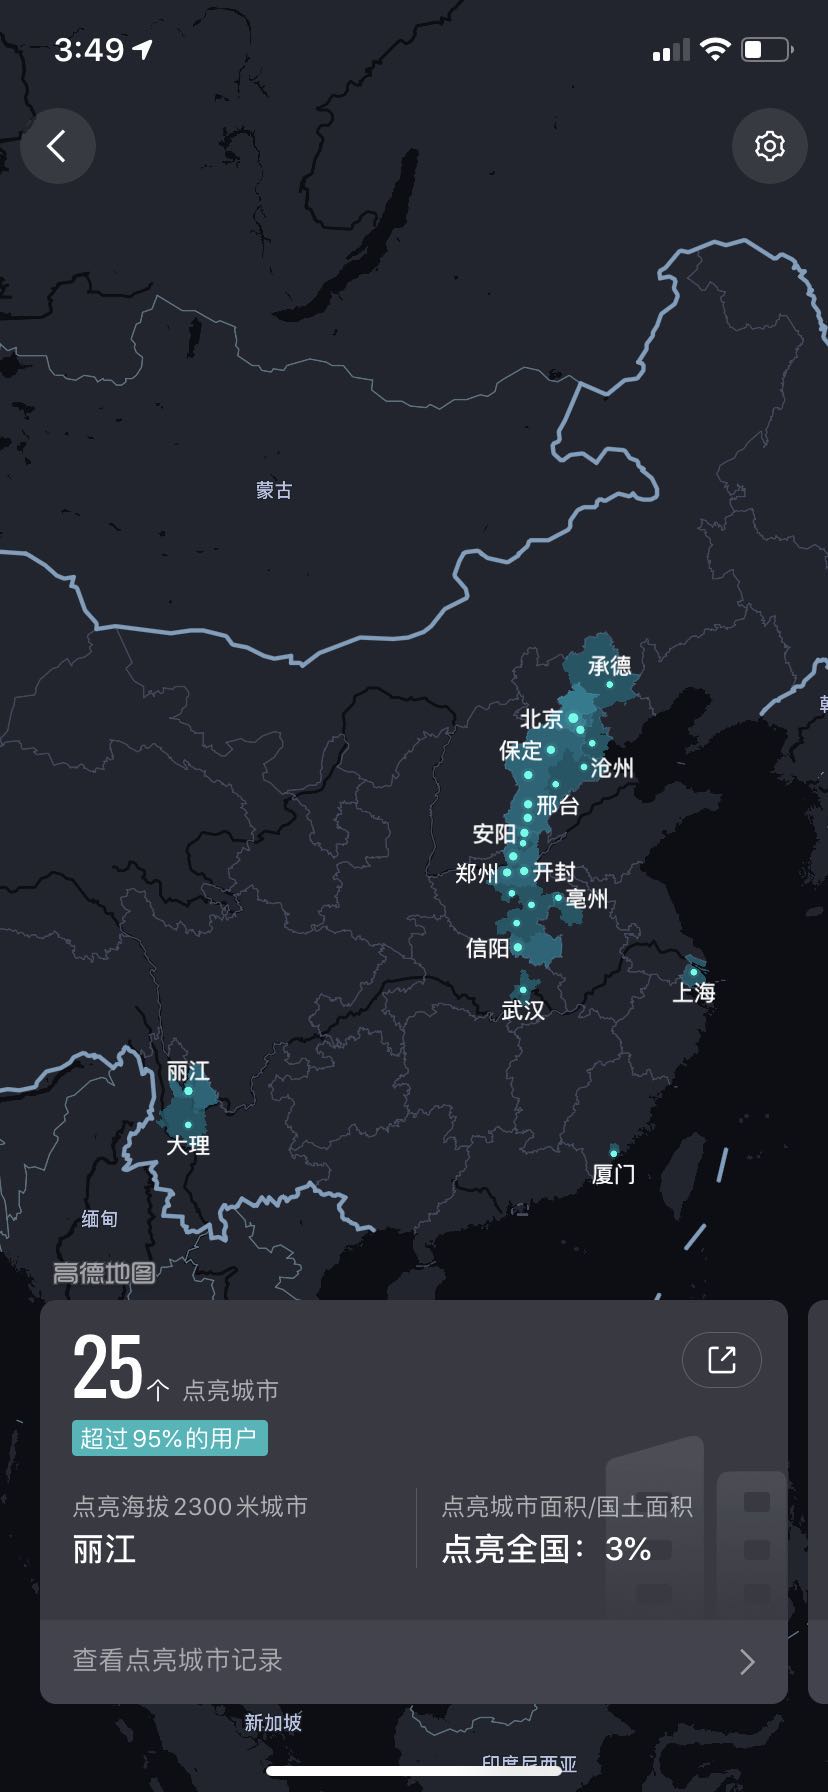 3:49
蒙古
承德
北京
保定
沧州
邢台
安阳
郑州
开封
亳州
信阳
武汉
上海
丽江
大理
厦门
缅甸
高德地图
25个 点亮城市
超过95%的用户
点亮海拔2300米城市
丽江
点亮城市面积/国土面积
点亮全国：3%
查看点亮城市记录
新加坡
印度尼西亚